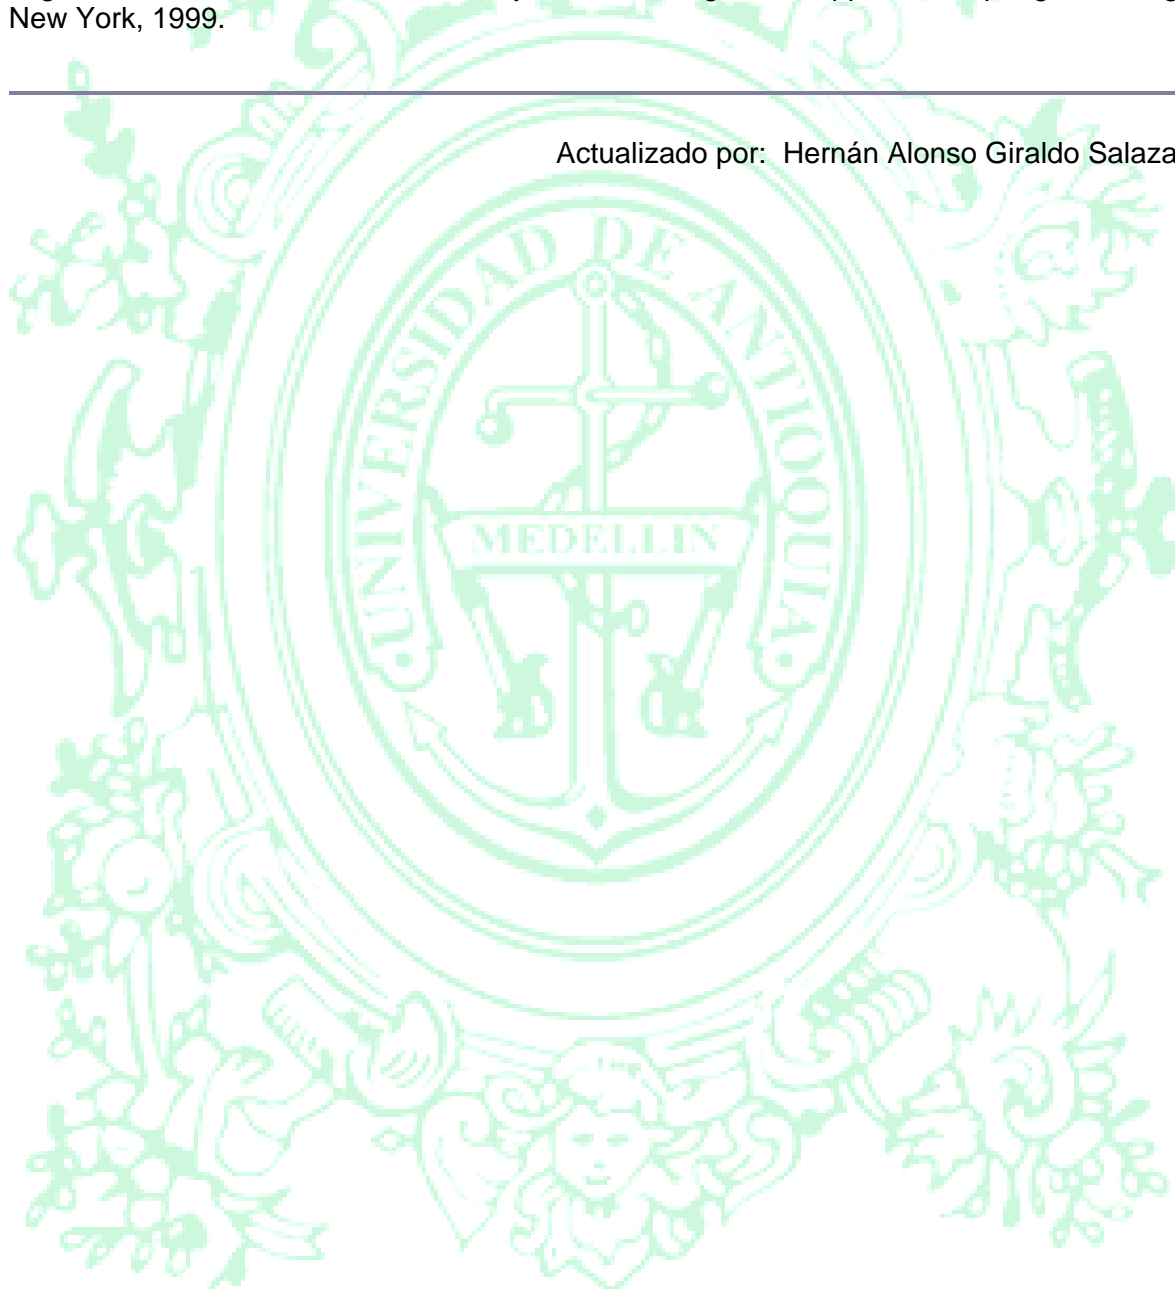 New York, 1999.
Actualizado por: Hernán Alonso Giraldo Salaza
UNIVERSIDAD DE ANTIOQUIA
MEDELLIN